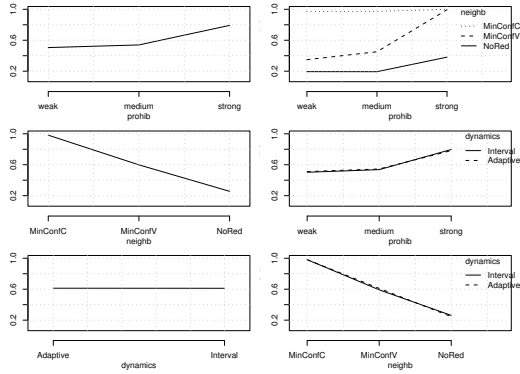 1.0
0.6
0.2
weak medium strong
prohib
1.0
0.6
0.2
neighb
MinConfC
MinConfV
NoRed
weak medium strong
prohib
1.0
0.6
0.2
MinConfC MinConfV NoRed
neighb
1.0
0.6
0.2
dynamics
Interval
Adaptive
weak medium strong
prohib
1.0
0.6
0.2
Adaptive Interval
dynamics
1.0
0.6
0.2
dynamics
Interval
Adaptive
MinConfC MinConfV NoRed
neighb